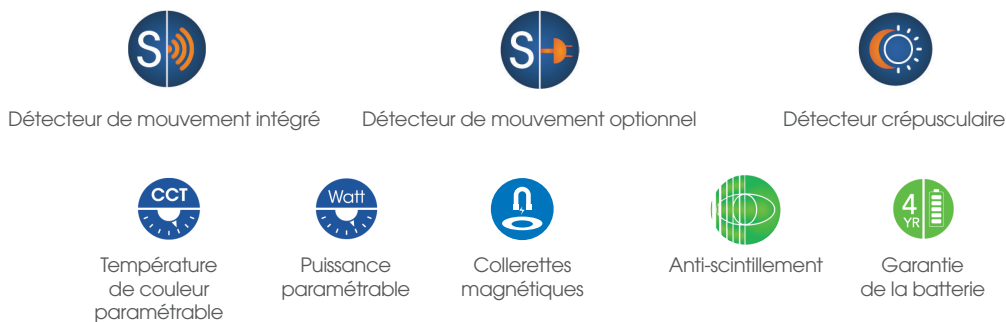 S
S
Détecteur de mouvement intégré
Détecteur de mouvement optionnel
Détecteur crépusculaire
CCT
Watt
4
YR
Température
de couleur
paramétrable
Puissance
paramétrable
Collerettes
magnétiques
Anti-scintillement
Garantie
de la batterie